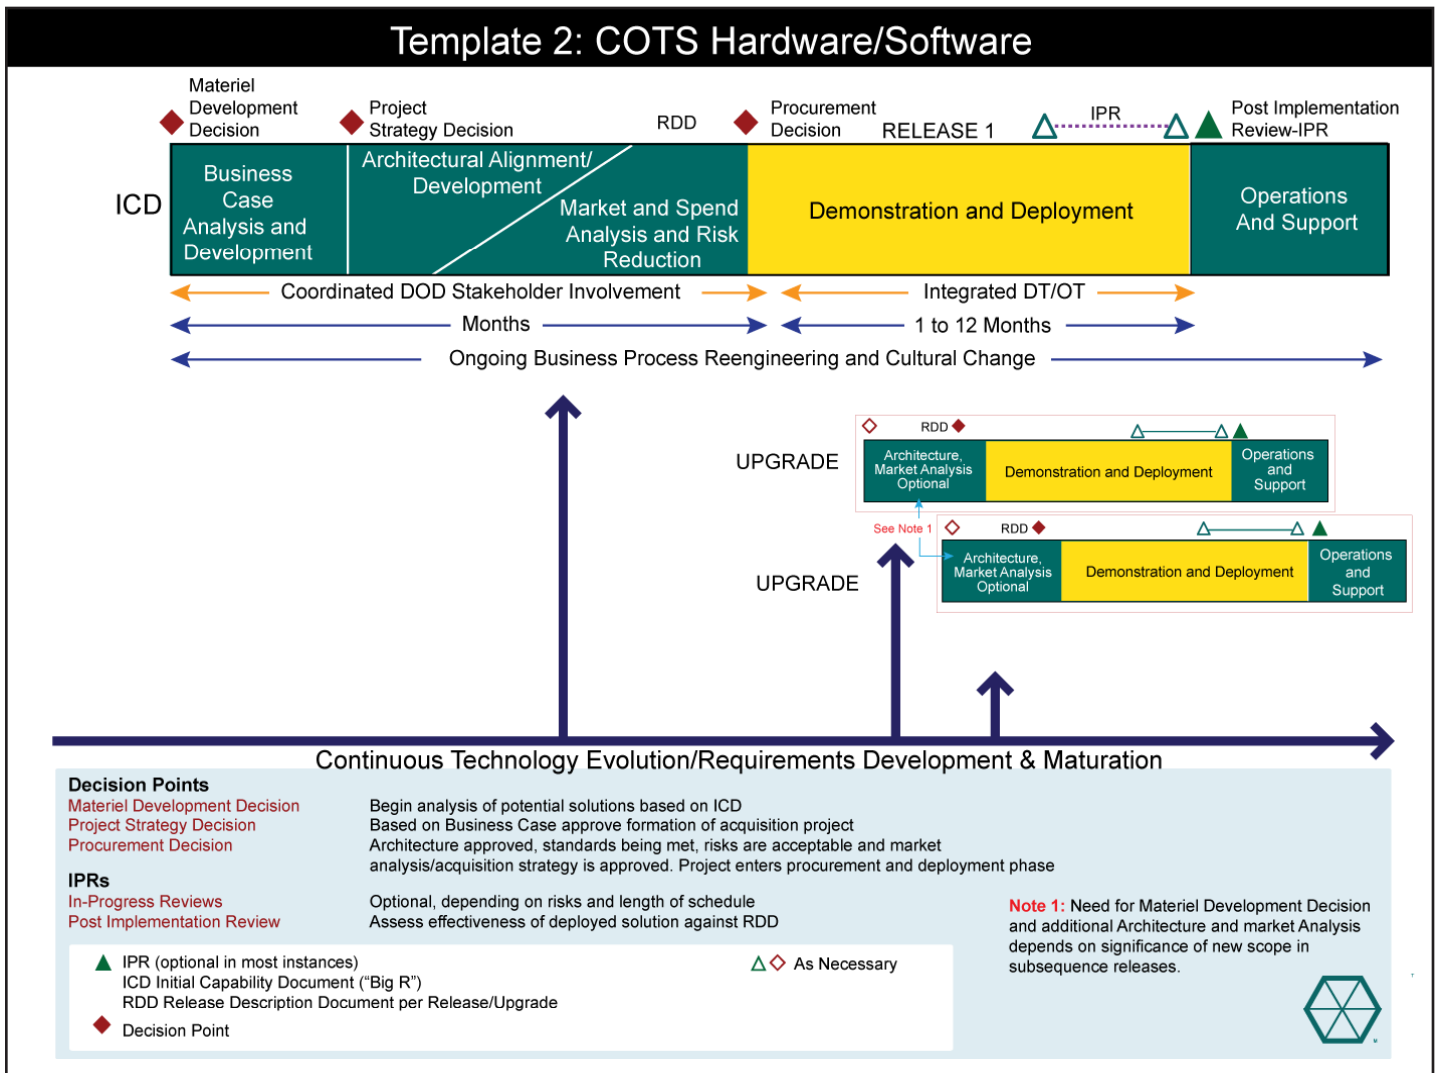 Template 2: COTS Hardware/Software
Materiel
Development
Decision
Project
Strategy Decision
RDD
Procurement
Decision
RELEASE 1
IPR
Post Implementation
Review-IPR
ICD
Business
Case
Analysis and
Development
Architectural Alignment/
Development
Market and Spend
Analysis and Risk
Reduction
Demonstration and Deployment
Operations
And Support
Coordinated DOD Stakeholder Involvement
Integrated DT/OT
Months
1 to 12 Months
Ongoing Business Process Reengineering and Cultural Change
UPGRADE
RDD
Architecture,
Market Analysis
Optional
Demonstration and Deployment
Operations
and
Support
See Note 1
UPGRADE
RDD
Architecture,
Market Analysis
Optional
Demonstration and Deployment
Operations
and
Support
Continuous Technology Evolution/Requirements Development & Maturation
Decision Points
Materiel Development Decision Begin analysis of potential solutions based on ICD
Project Strategy Decision Based on Business Case approve formation of acquisition project
Procurement Decision Architecture approved, standards being met, risks are acceptable and market
analysis/acquisition strategy is approved. Project enters procurement and deployment phase
IPRs
In-Progress Reviews Optional, depending on risks and length of schedule
Post Implementation Review Assess effectiveness of deployed solution against RDD
Note 1: Need for Materiel Development Decision
and additional Architecture and market Analysis
depends on significance of new scope in
subsequence releases.
IPR (optional in most instances)
ICD Initial Capability Document (“Big R”)
RDD Release Description Document per Release/Upgrade
Decision Point
As Necessary